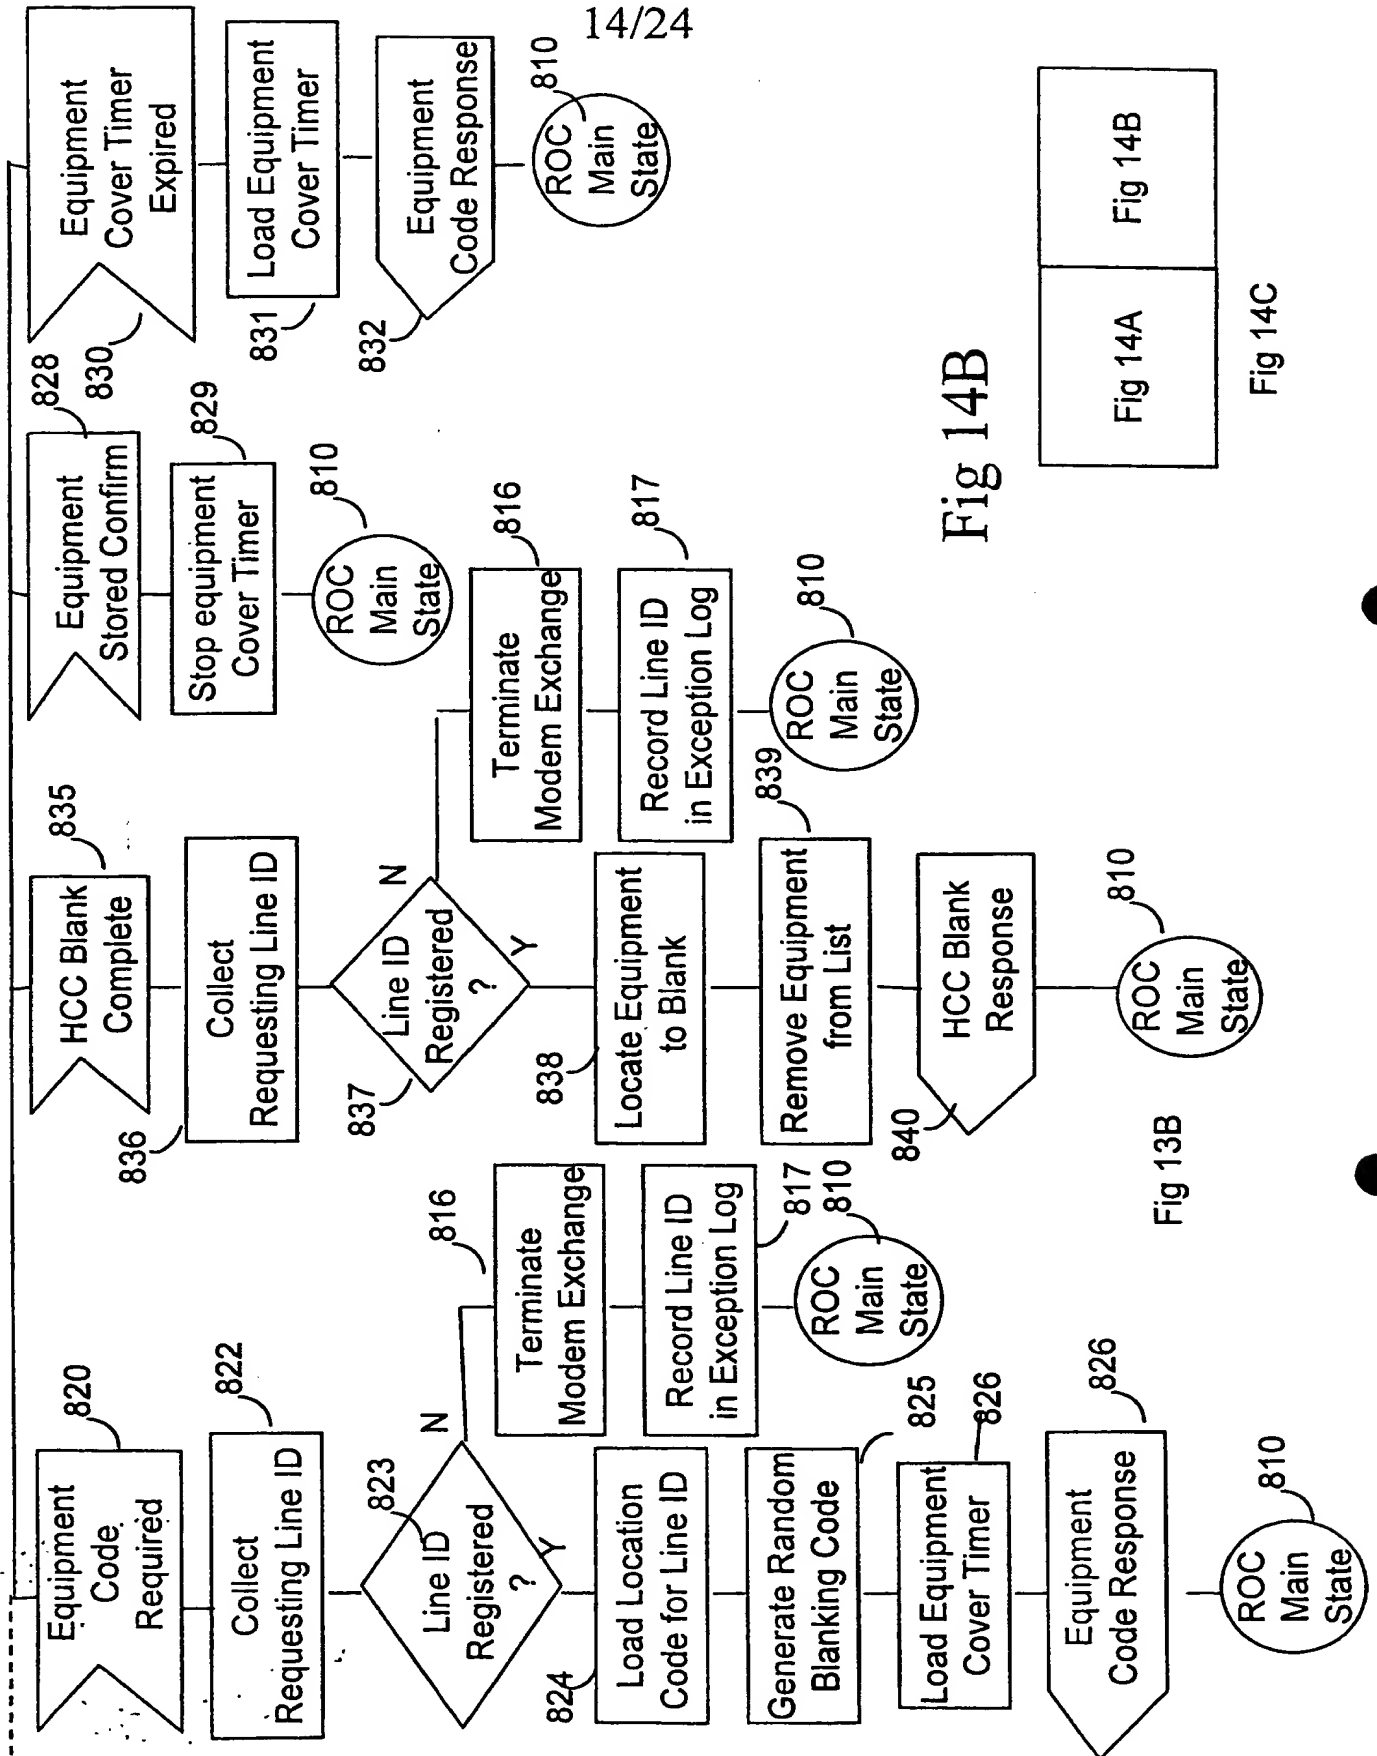 14/24
Equipment
Code
Required
820
Collect
Requesting Line ID
822
Line ID
Registered
?
823
N
Y
Terminate
Modem Exchange
816
Record Line ID
in Exception Log
817
ROC
Main
State
810
Load Location
Code for Line ID
824
Generate Random
Blanking Code
825
Load Equipment
Cover Timer
826
Equipment
Code Response
826
ROC
Main
State
810
HCC Blank
Complete
835
Collect
Requesting Line ID
836
Line ID
Registered
?
837
N
Y
Terminate
Modem Exchange
816
Record Line ID
in Exception Log
817
ROC
Main
State
810
Locate Equipment
to Blank
838
Remove Equipment
from List
839
HCC Blank
Response
840
ROC
Main
State
810
Equipment
Stored Confirm
828
Stop equipment
Cover Timer
829
ROC
Main
State
810
Equipment
Cover Timer
Expired
830
Load Equipment
Cover Timer
831
Equipment
Code Response
832
ROC
Main
State
810
Fig 13B
Fig 14B
Fig 14A
Fig 14B
Fig 14C